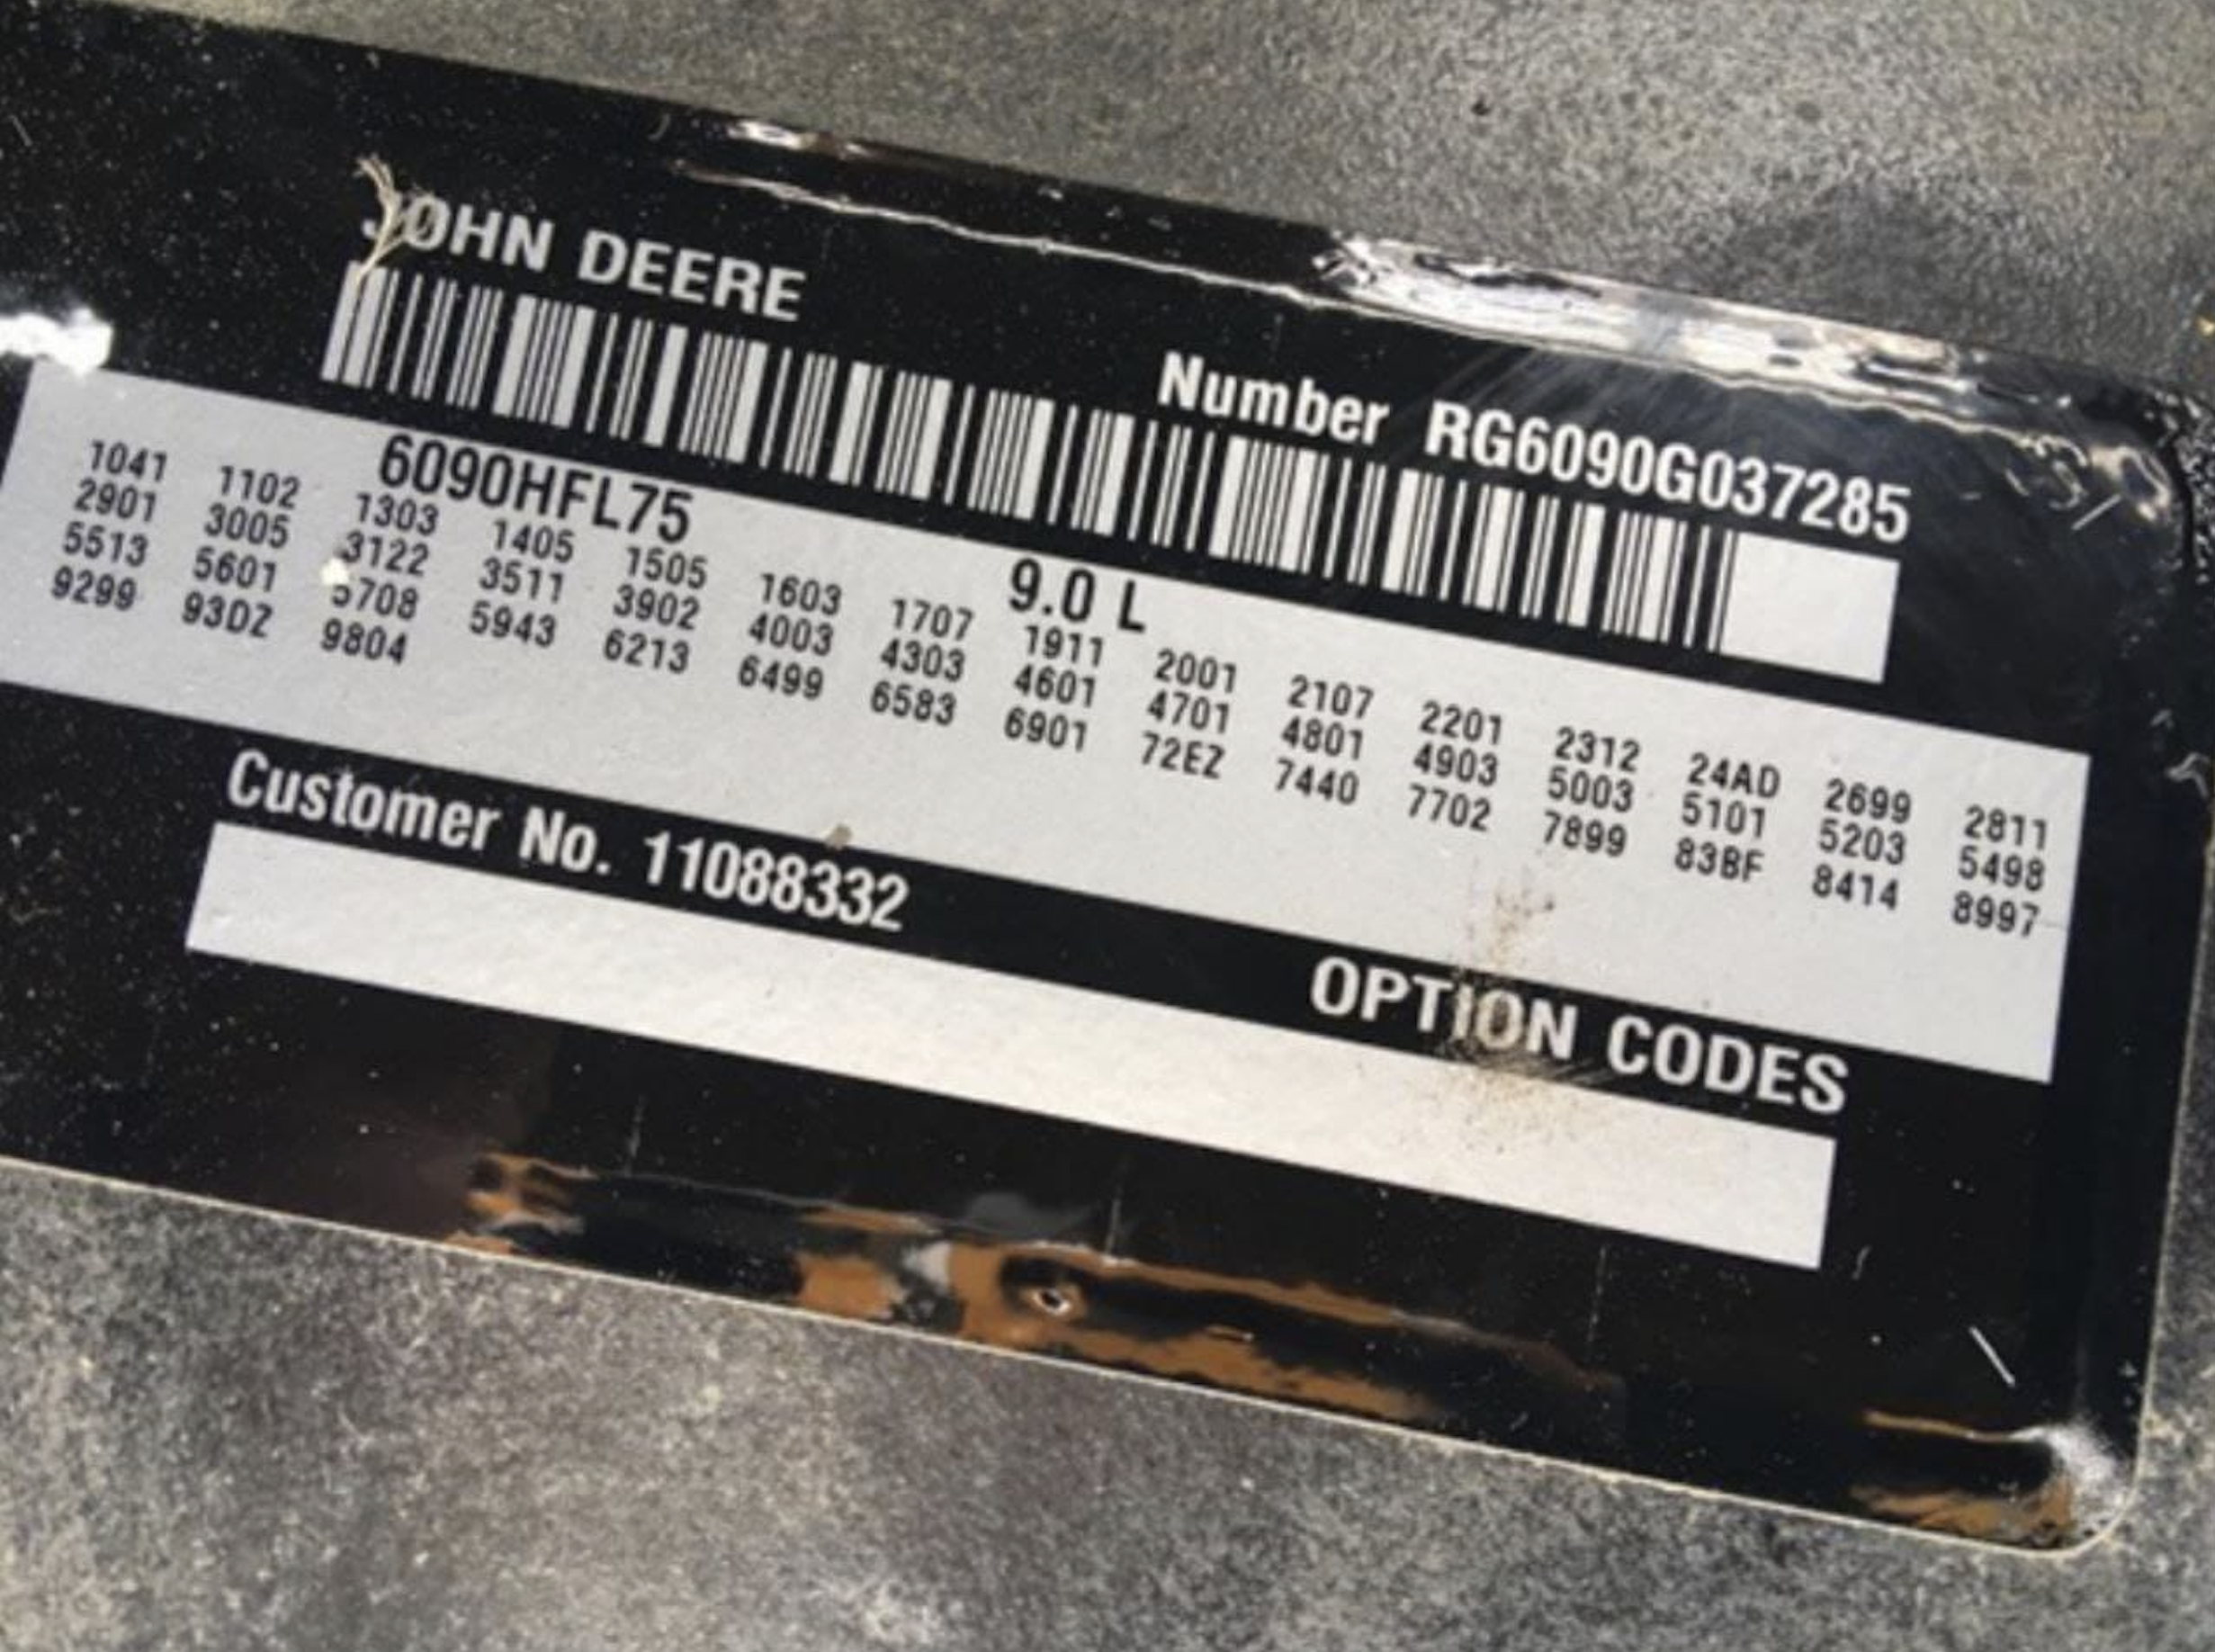 JOHN DEERE
Number RG6090G037285
6090HFL75 9.0 L
1041 1102 1303 1405 1505 1603 1707 1911 2001 2107 2201 2312 24AD 2699 2811
2901 3005 3122 3511 3902 4003 4303 4601 4701 4801 4903 5003 5101 5203 5498
5513 5601 5708 5943 6213 6499 6583 6901 72EZ 7440 7702 7899 83BF 8414 8997
9299 93DZ 9804
Customer No. 11088332
OPTION CODES